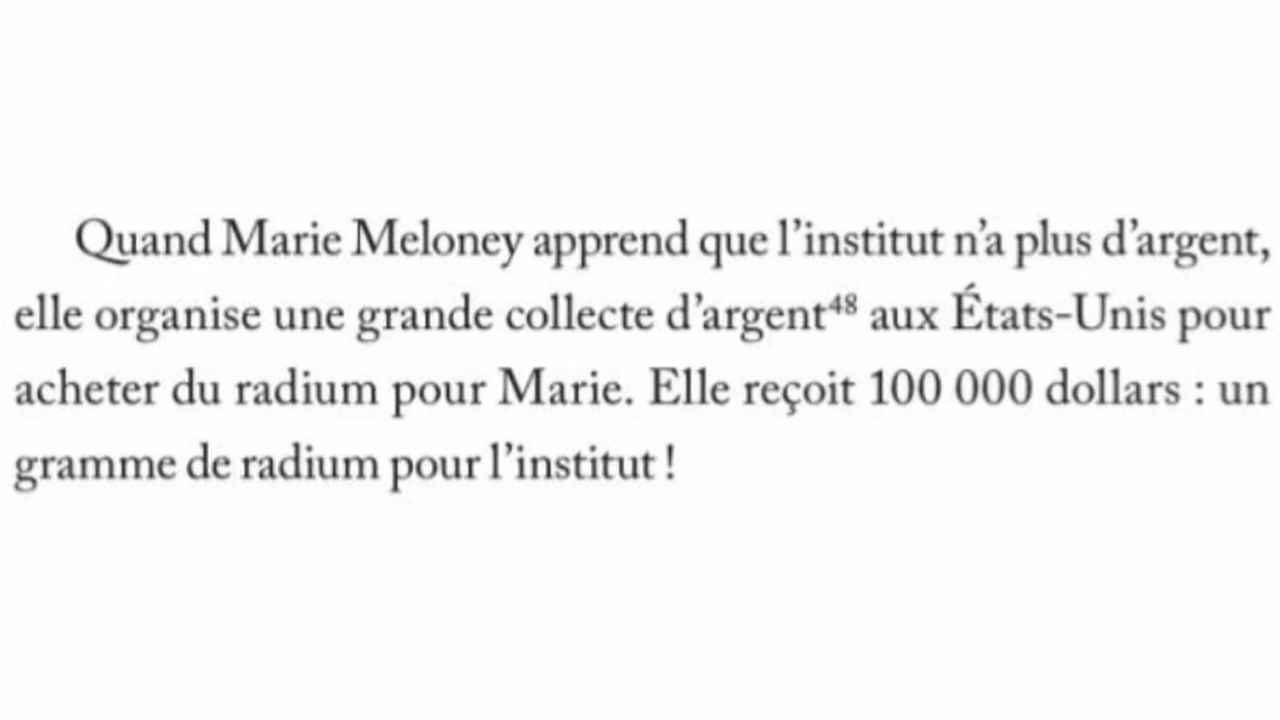 Quand Marie Meloney apprend que l’institut n’a plus d’argent,
elle organise une grande collecte d’argent⁴⁸ aux États-Unis pour
acheter du radium pour Marie. Elle reçoit 100 000 dollars : un
gramme de radium pour l’institut !